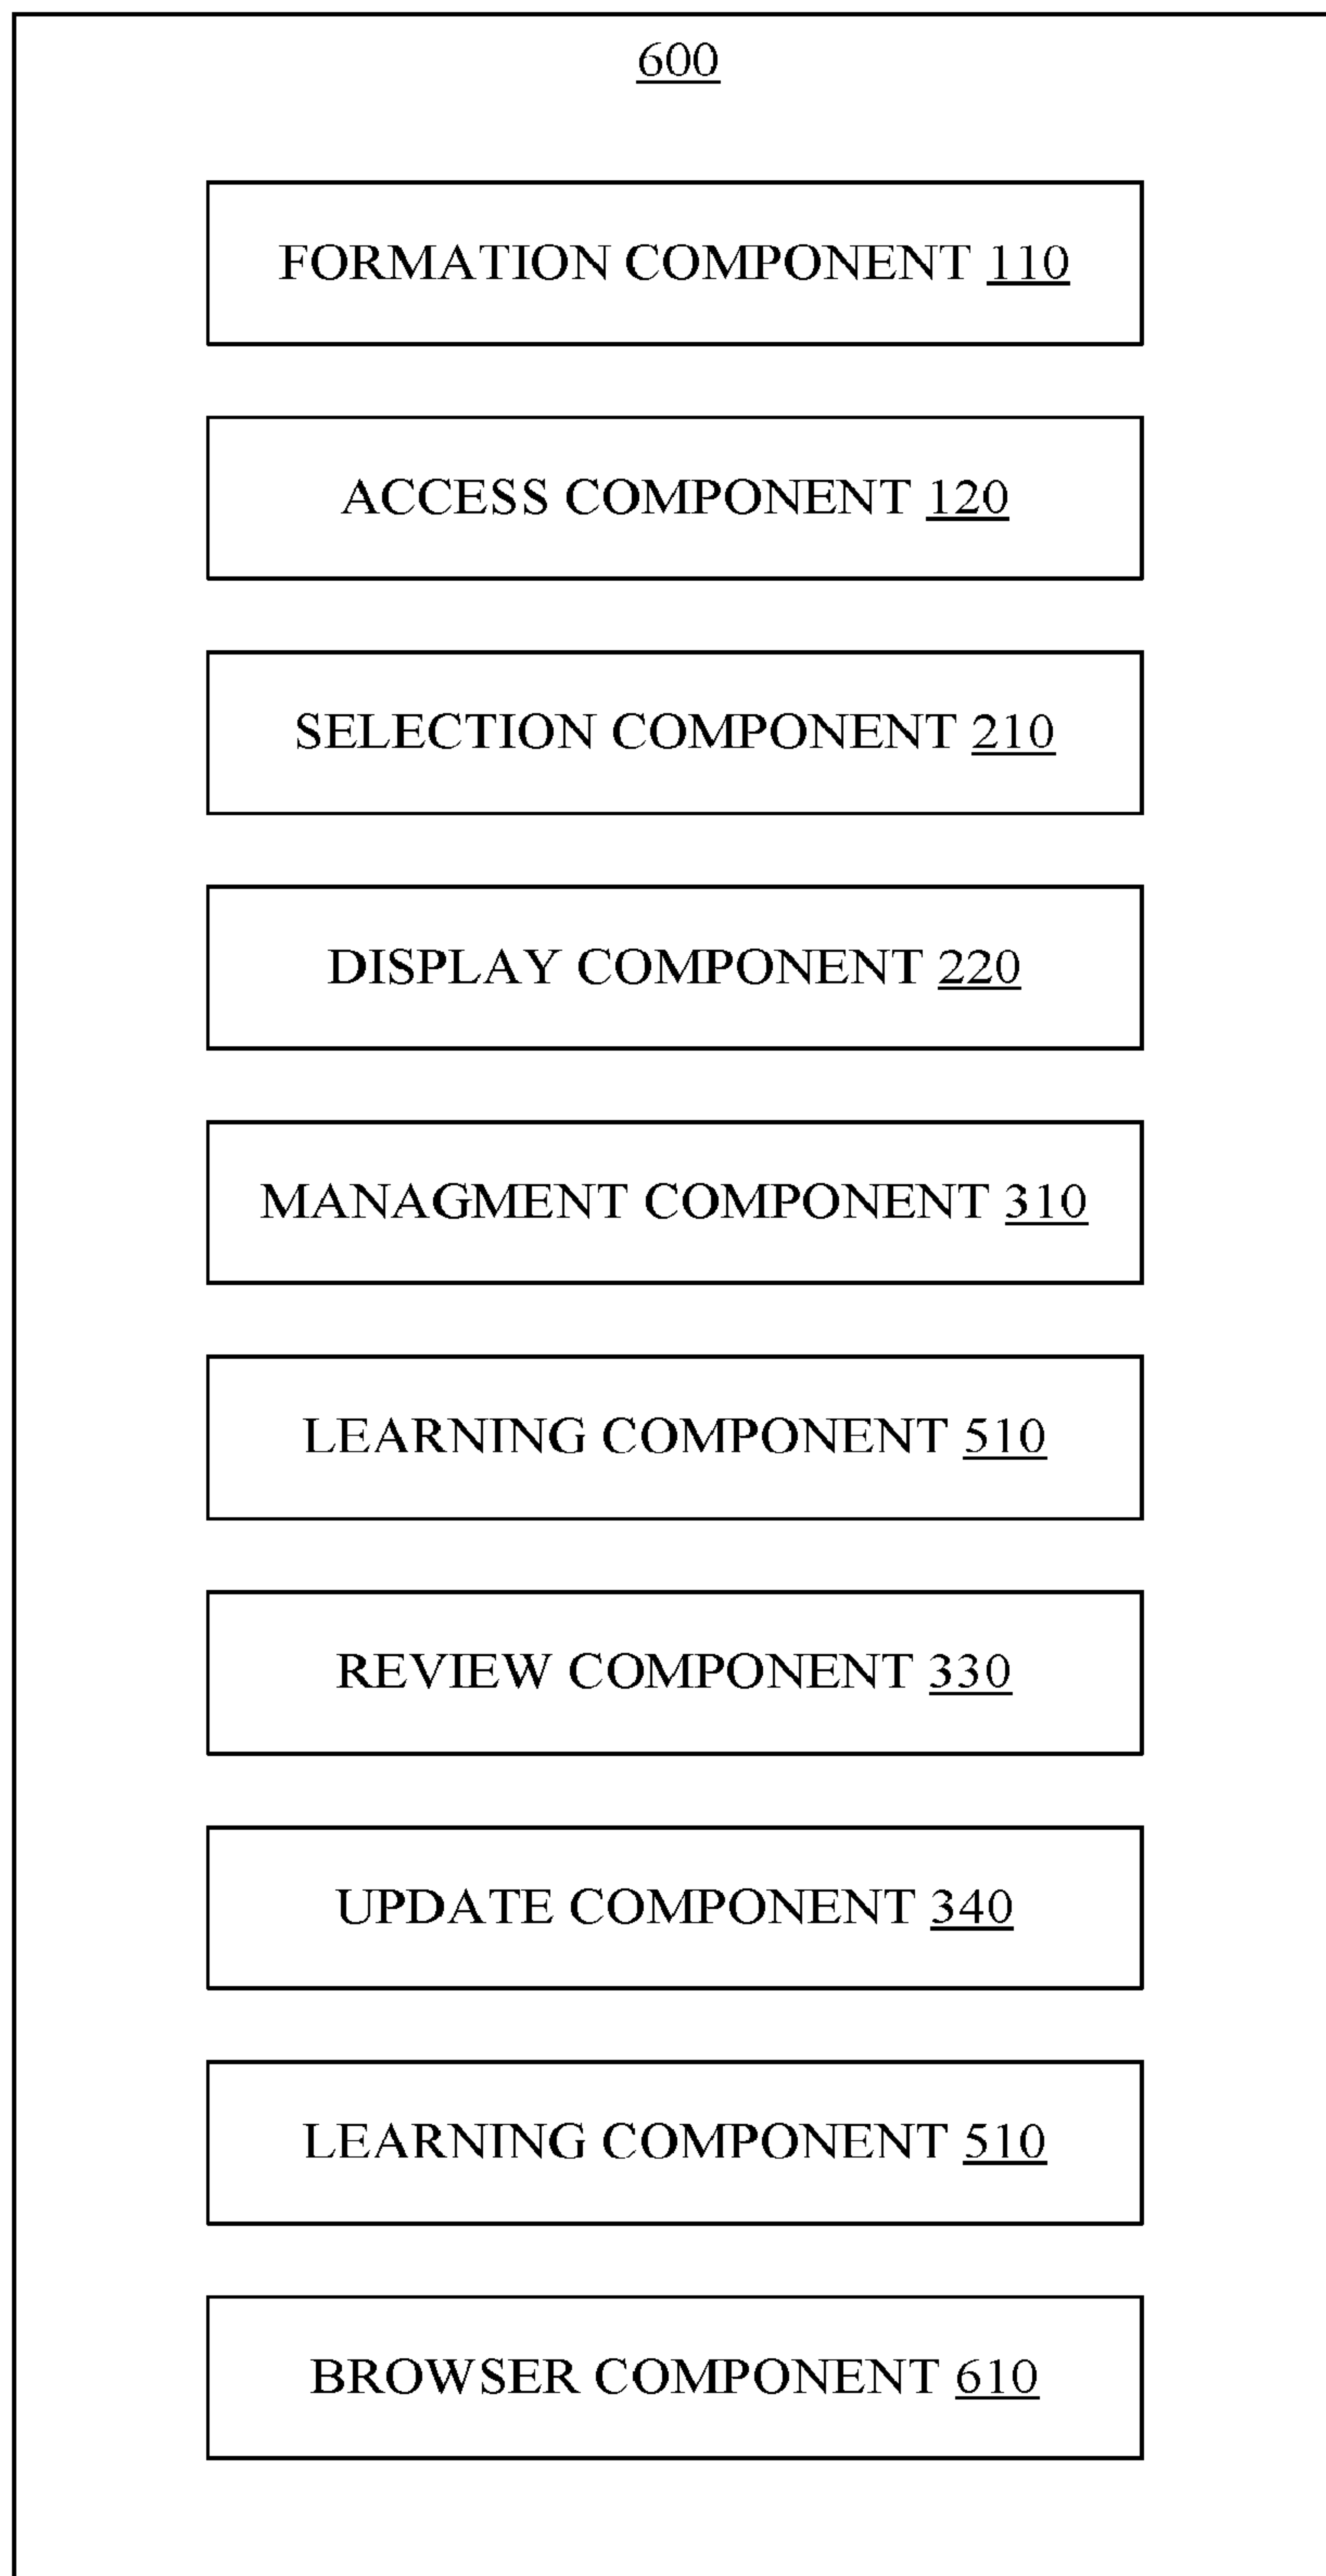 600
FORMATION COMPONENT 110
ACCESS COMPONENT 120
SELECTION COMPONENT 210
DISPLAY COMPONENT 220
MANAGMENT COMPONENT 310
LEARNING COMPONENT 510
REVIEW COMPONENT 330
UPDATE COMPONENT 340
LEARNING COMPONENT 510
BROWSER COMPONENT 610